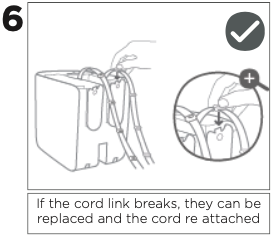 6
If the cord link breaks, they can be
replaced and the cord re attached